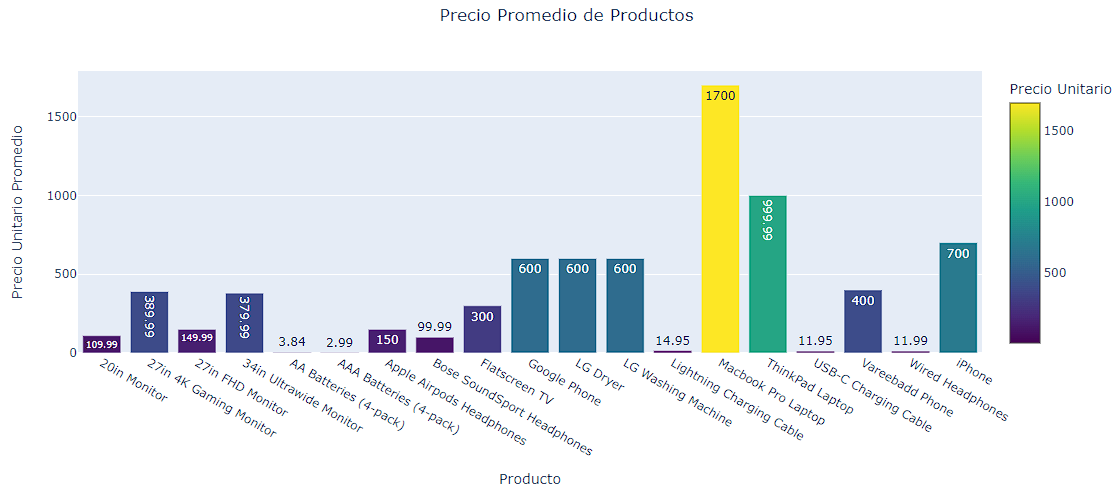 Precio Promedio de Productos
Precio Unitario Promedio
1500
1000
500
0
109.99
389.99
149.99
379.99
3.84
2.99
150
99.99
300
600
600
600
14.95
1700
999.99
11.95
400
11.99
700
20in Monitor
27in 4K Gaming Monitor
27in FHD Monitor
34in Ultrawide Monitor
AA Batteries (4-pack)
AAA Batteries (4-pack)
Apple Airpods Headphones
Bose SoundSport Headphones
Flatscreen TV
Google Phone
LG Dryer
LG Washing Machine
Lightning Charging Cable
Macbook Pro Laptop
ThinkPad Laptop
USB-C Charging Cable
Vareebadd Phone
Wired Headphones
iPhone
Producto
Precio Unitario
1500
1000
500